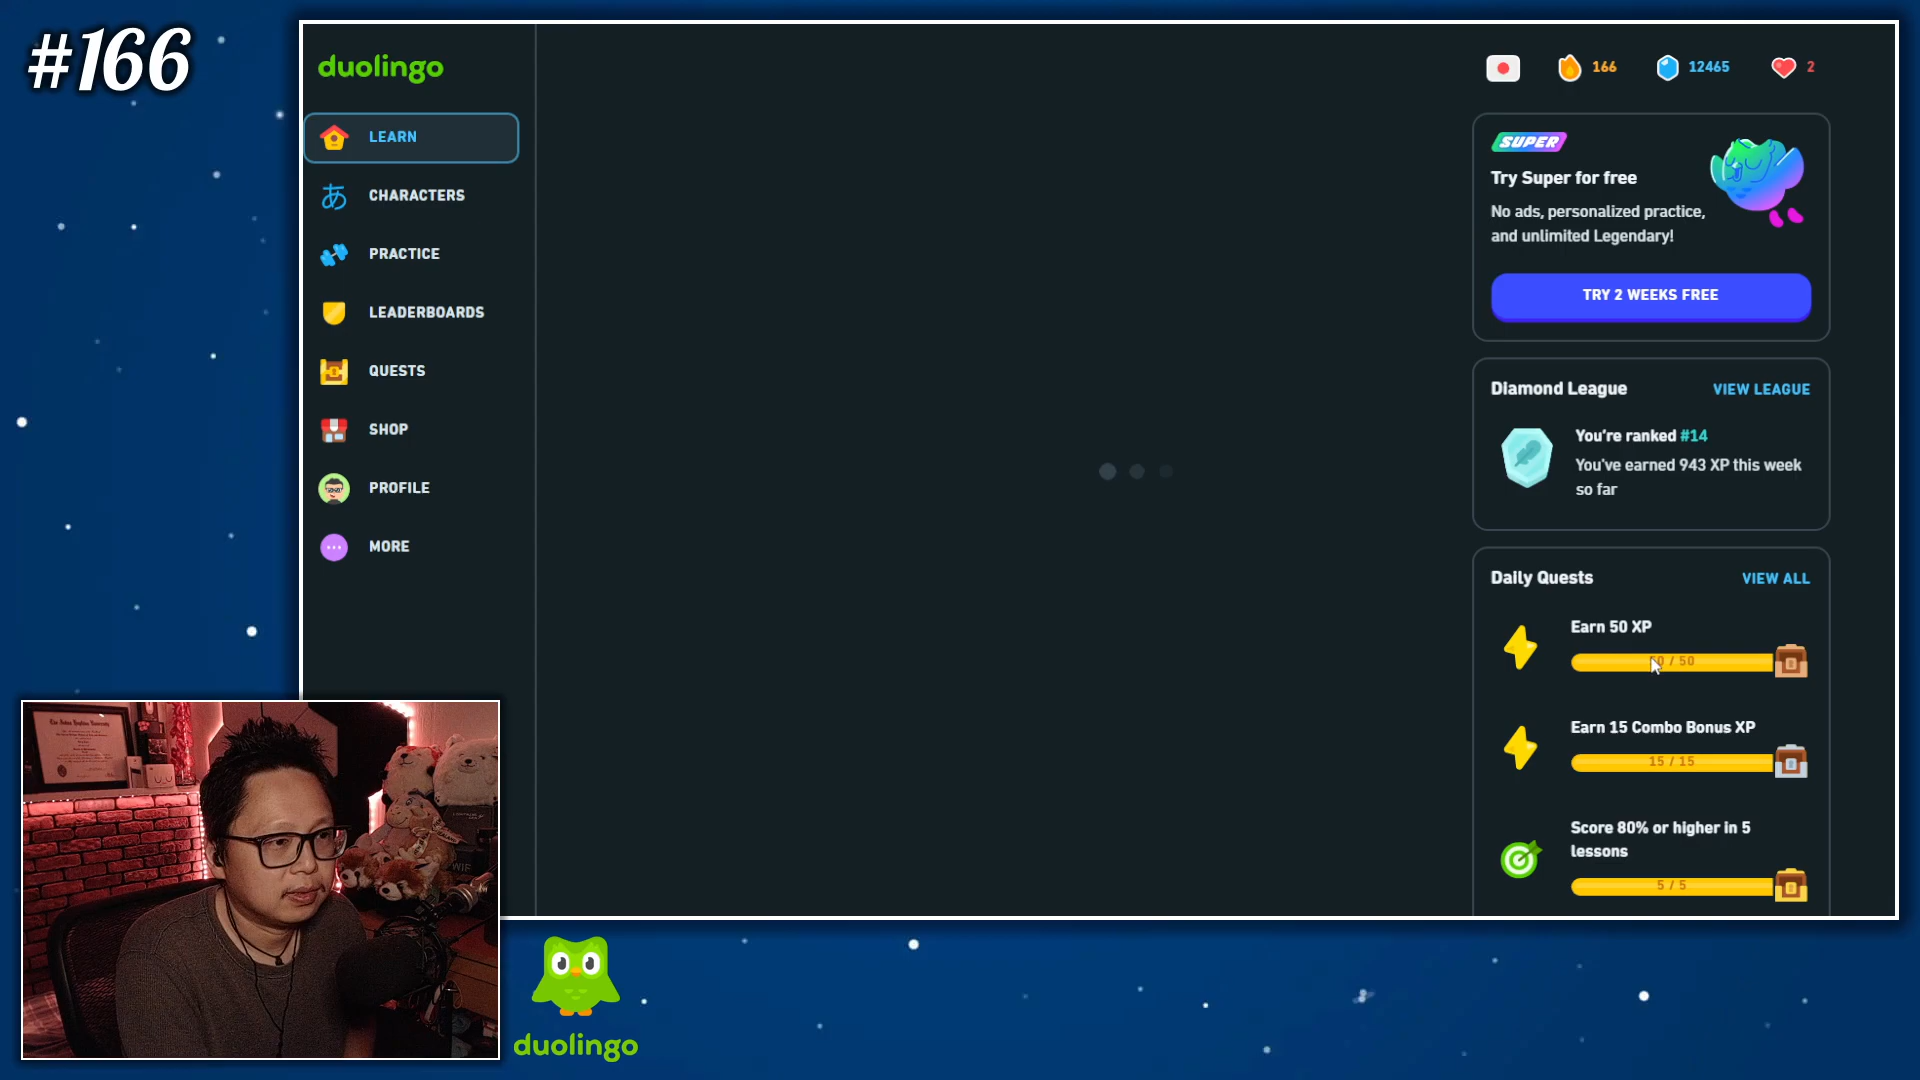 #166
duolingo
LEARN
あ CHARACTERS
PRACTICE
LEADERBOARDS
QUESTS
SHOP
PROFILE
MORE
166
12465
2
SUPER
Try Super for free
No ads, personalized practice,
and unlimited Legendary!
TRY 2 WEEKS FREE
Diamond League
VIEW LEAGUE
You're ranked #14
You've earned 943 XP this week
so far
Daily Quests
VIEW ALL
Earn 50 XP
50 / 50
Earn 15 Combo Bonus XP
15 / 15
Score 80% or higher in 5
lessons
5 / 5
duolingo